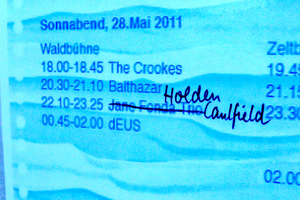 Sonnabend, 28.Mai 2011
Waldbühne
Zeltb
18.00-18.45 The Crookes
19.45
20.30-21.10 Balthazar
21.15
Holden Caulfield
22.10-23.25 Jane Fonda Trio
23.30
00.45-02.00 dEUS
02.00